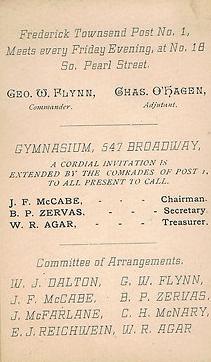 Frederick Townsend Post No. 1,
Meets every Friday Evening, at No. 18
So. Pearl Street.
GEO. W. FLYNN, CHAS. O'HAGEN,
Commander. Adjutant.
GYMNASIUM, 547 BROADWAY,
A CORDIAL INVITATION IS
EXTENDED BY THE COMRADES OF POST 1,
TO ALL PRESENT TO CALL.
J. F. McCABE, - - - Chairman.
B. P. ZERVAS, - - - Secretary
W. R. AGAR, - - - Treasurer.
Committee of Arrangements.
W. J. DALTON, G. W. FLYNN,
J. F. McCABE, B. P. ZERVAS,
J. McFARLANE, C. H. McNARY,
E. J. REICHWEIN, W. R. AGAR